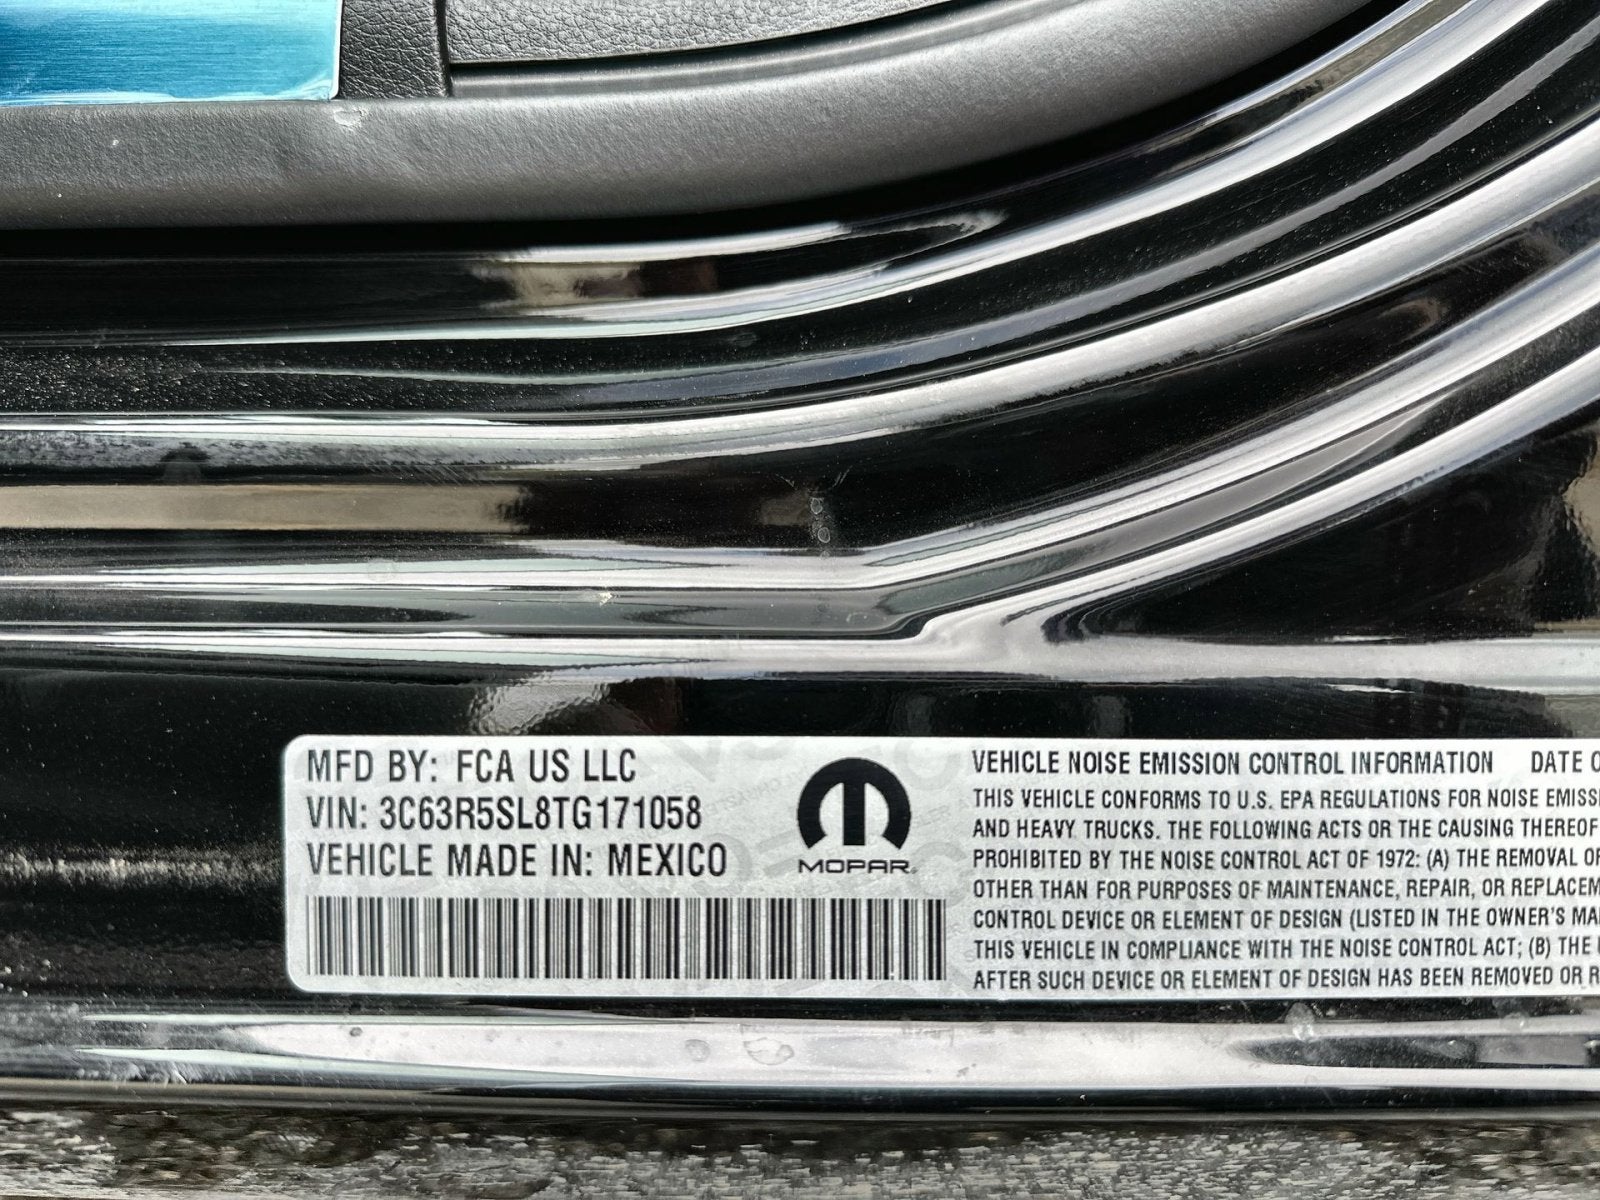 MFD BY: FCA US LLC
VIN: 3C63R5SL8TG171058
VEHICLE MADE IN: MEXICO
MOPAR
VEHICLE NOISE EMISSION CONTROL INFORMATION DATE
THIS VEHICLE CONFORMS TO U.S. EPA REGULATIONS FOR NOISE
AND HEAVY TRUCKS. THE FOLLOWING ACTS OR THE CAUSING THEREOF
PROHIBITED BY THE NOISE CONTROL ACT OF 1972: (A) THE REMOVAL
OTHER THAN FOR PURPOSES OF MAINTENANCE, REPAIR, OR
CONTROL DEVICE OR ELEMENT OF DESIGN (LISTED IN THE OWNER'S
THIS VEHICLE IN COMPLIANCE WITH THE NOISE CONTROL ACT; (B) THE
AFTER SUCH DEVICE OR ELEMENT OF DESIGN HAS BEEN REMOVED OR